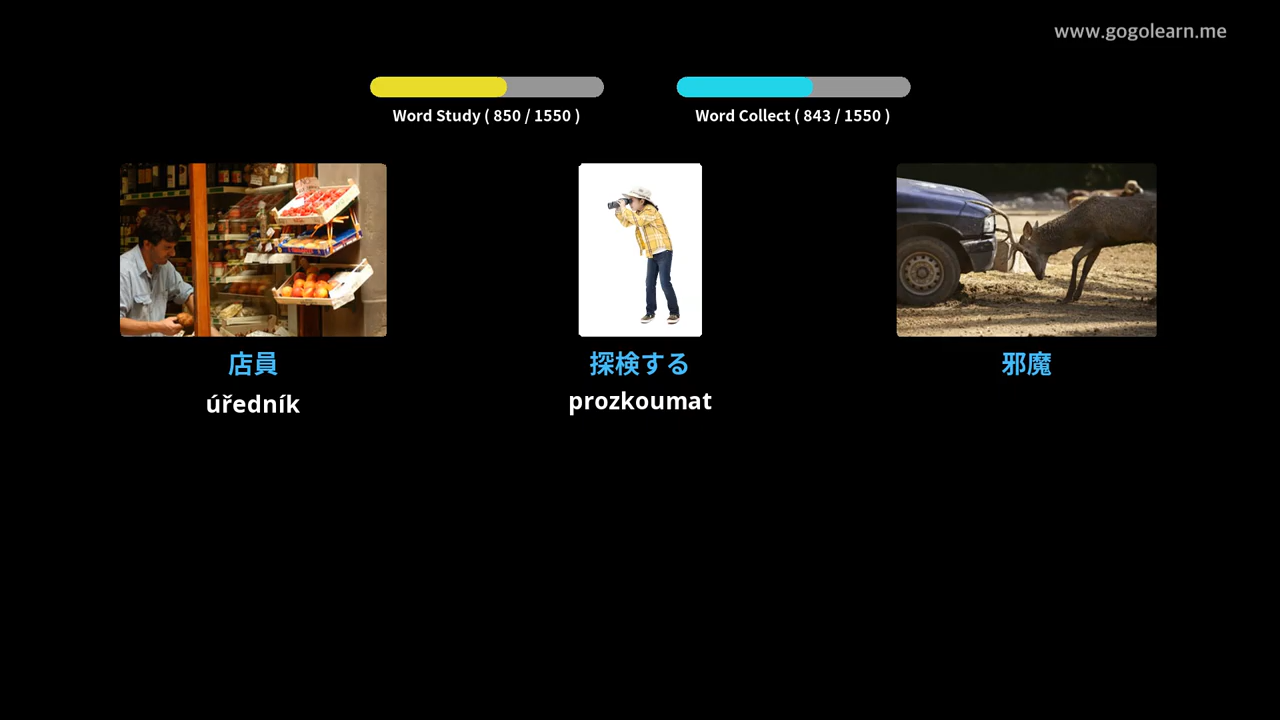 www.gogolearn.me
Word Study ( 850 / 1550 )
Word Collect ( 843 / 1550 )
店員
探検する
邪魔
úředník
prozkoumat